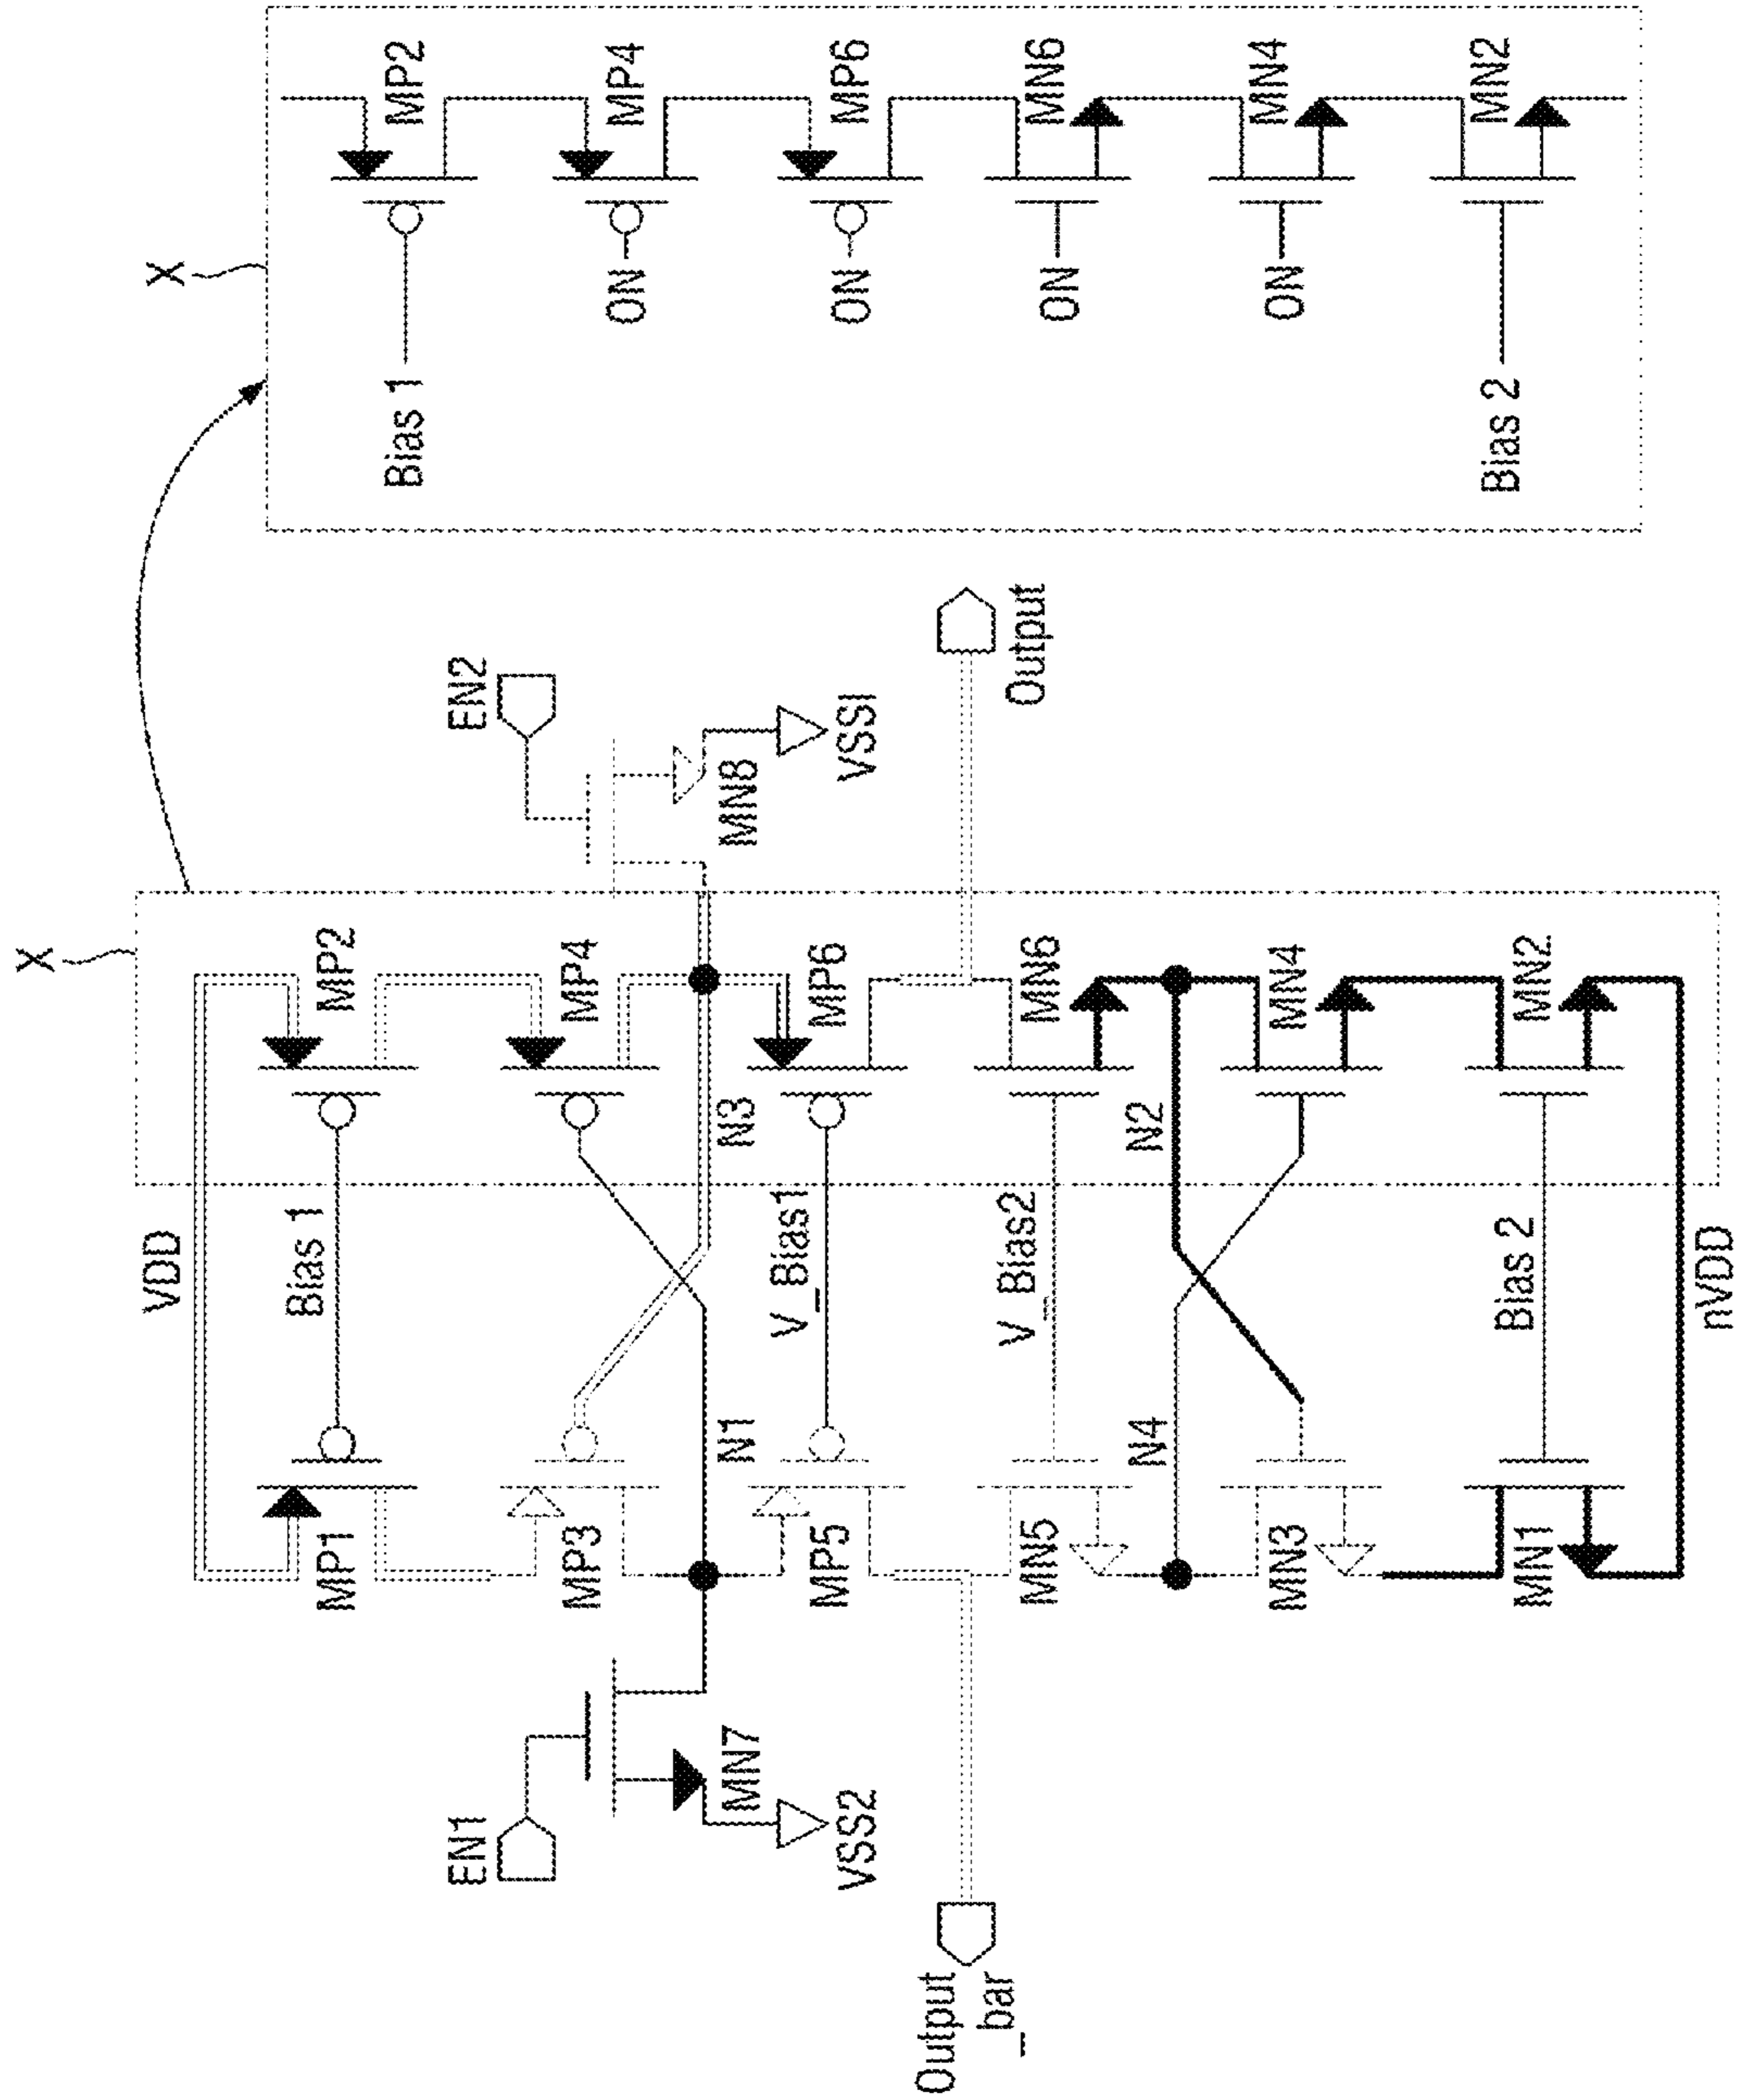 X
VDD
MP1
Bias 1
MP2
EN1
MP3
MP4
EN2
MN7
N1
N3
MN8
VSS2
MP5
V_Bias1
MP6
VSSI
Output
_bar
Output
MN5
V_Bias2
MN6
N4
N2
MN3
MN4
MN1
Bias 2
MN2
nVDD
X
Bias 1
MP2
ON
MP4
ON
MP6
ON
MN6
ON
MN4
Bias 2
MN2